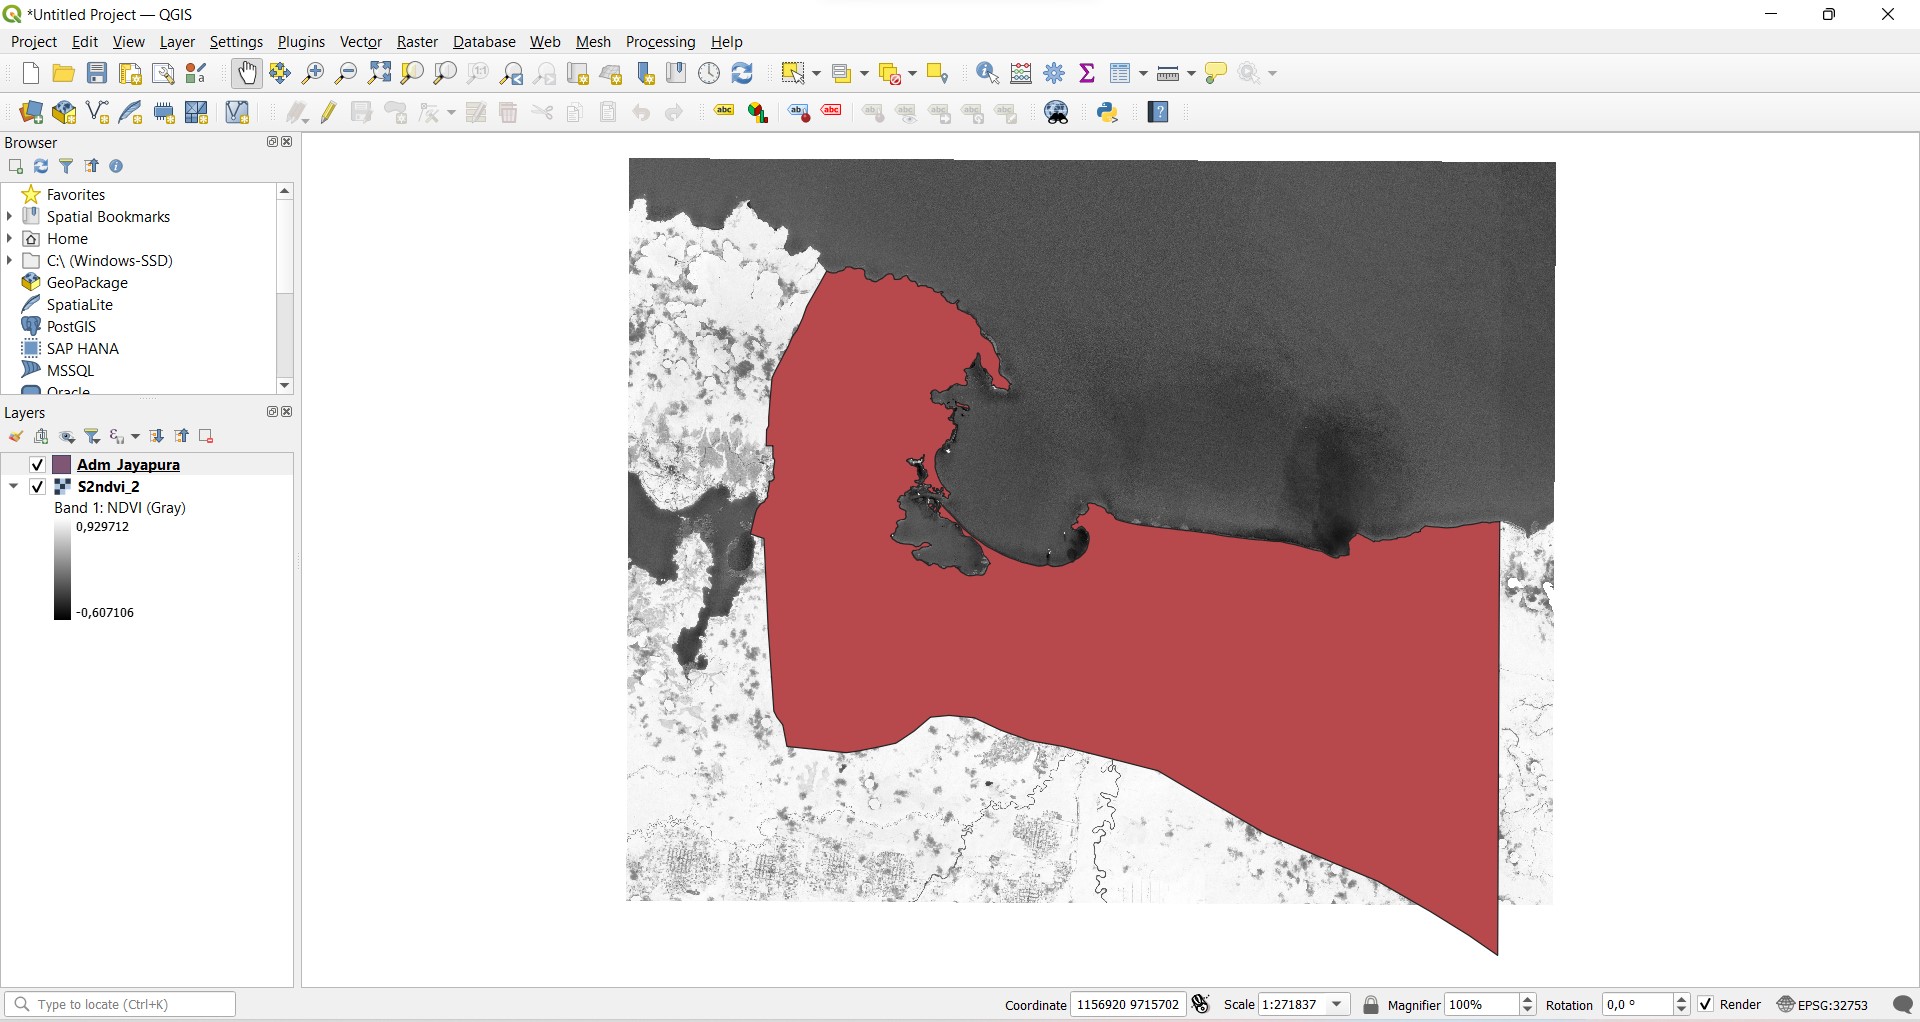 *Untitled Project — QGIS
Project Edit View Layer Settings Plugins Vector Raster Database Web Mesh Processing Help
Browser
Favorites
Spatial Bookmarks
Home
C:\ (Windows-SSD)
GeoPackage
SpatiaLite
PostGIS
SAP HANA
MSSQL
Oracle
Layers
Adm Jayapura
S2ndvi_2
Band 1: NDVI (Gray)
0,929712
-0,607106
Type to locate (Ctrl+K)
Coordinate 1156920 9715702 Scale 1:271837 Magnifier 100% Rotation 0,0 ° Render EPSG:32753